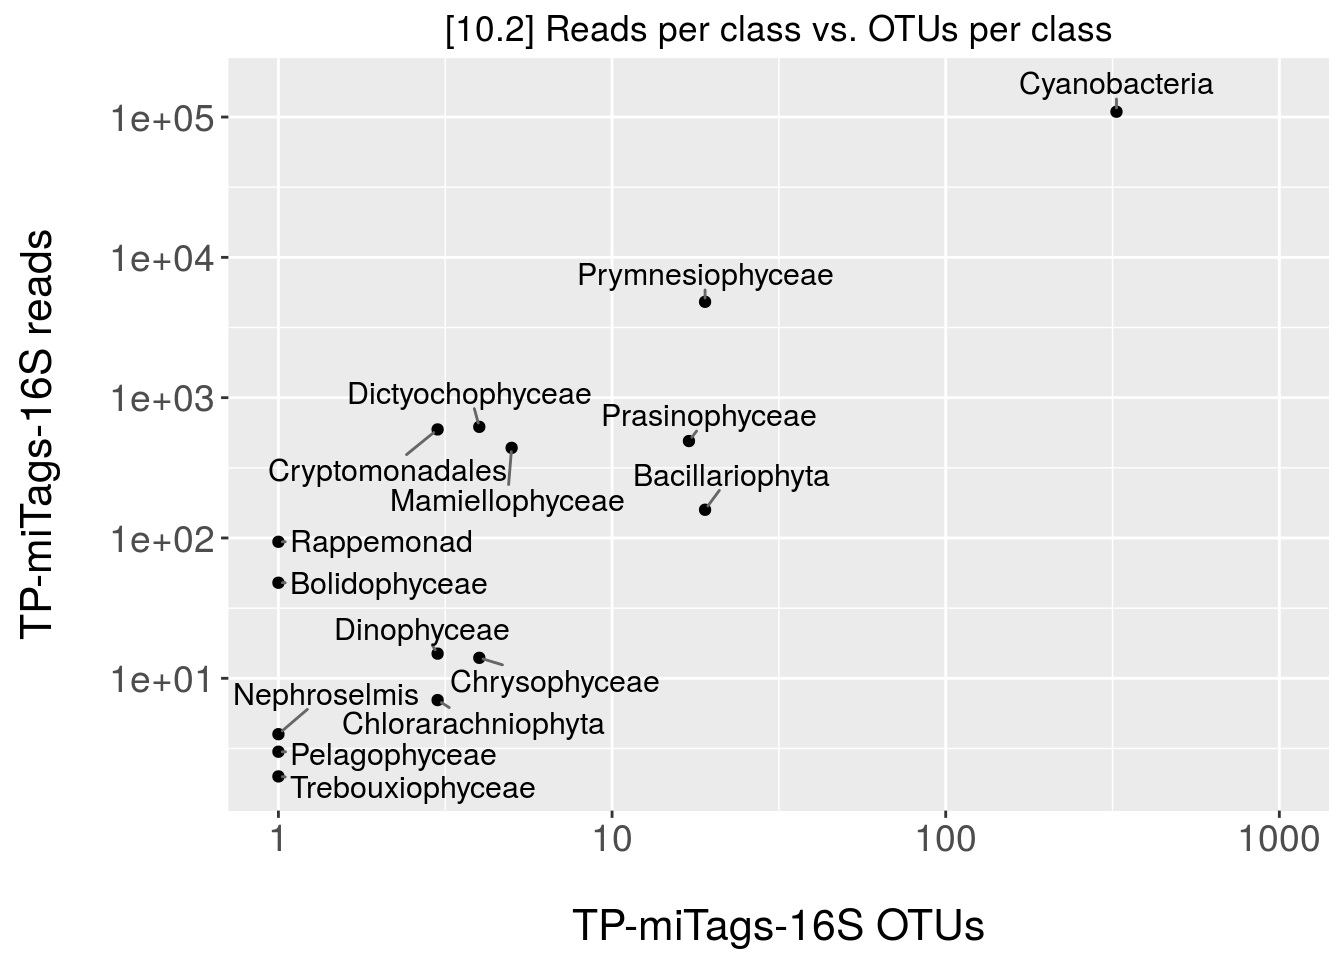 [10.2] Reads per class vs. OTUs per class
Cyanobacteria
1e+05
TP-miTags-16S reads
1e+04
Prymnesiophyceae
1e+03
Dictyochophyceae
Prasinophyceae
Cryptomonadales
Bacillariophyta
Mamiellophyceae
1e+02
Rappemonad
Bolidophyceae
Dinophyceae
1e+01
Chrysophyceae
Nephroselmis
Chlorarachniophyta
Pelagophyceae
Trebouxiophyceae
1 10 100 1000
TP-miTags-16S OTUs